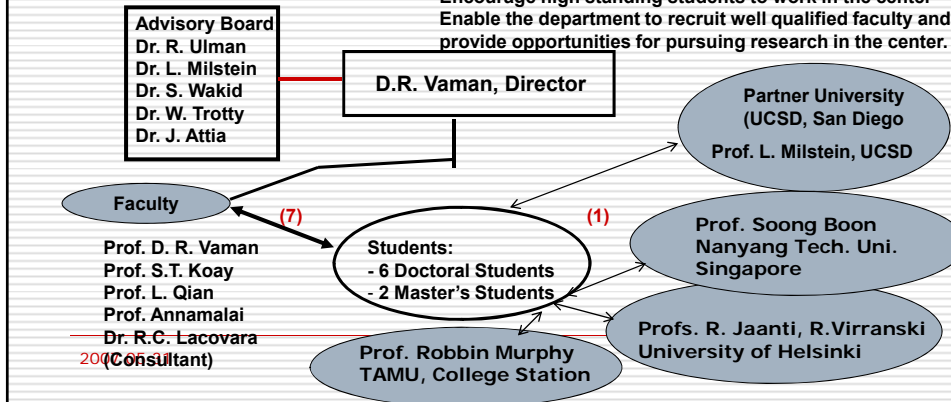 Encourage high standing students to work in the center
Enable the department to recruit well qualified faculty and
provide opportunities for pursuing research in the center.
Advisory Board
Dr. R. Ulman
Dr. L. Milstein
Dr. S. Wakid
Dr. W. Trotty
Dr. J. Attia
D.R. Vaman, Director
Partner University
(UCSD, San Diego
Prof. L. Milstein, UCSD
Faculty
(7)
(1)
Prof. D. R. Vaman
Prof. S.T. Koay
Prof. L. Qian
Prof. Annamalai
Dr. R.C. Lacovara
(Consultant)
Students:
- 6 Doctoral Students
- 2 Master's Students
Prof. Soong Boon
Nanyang Tech. Uni.
Singapore
Profs. R. Jaanti, R.Virranski
University of Helsinki
Prof. Robbin Murphy
TAMU, College Station